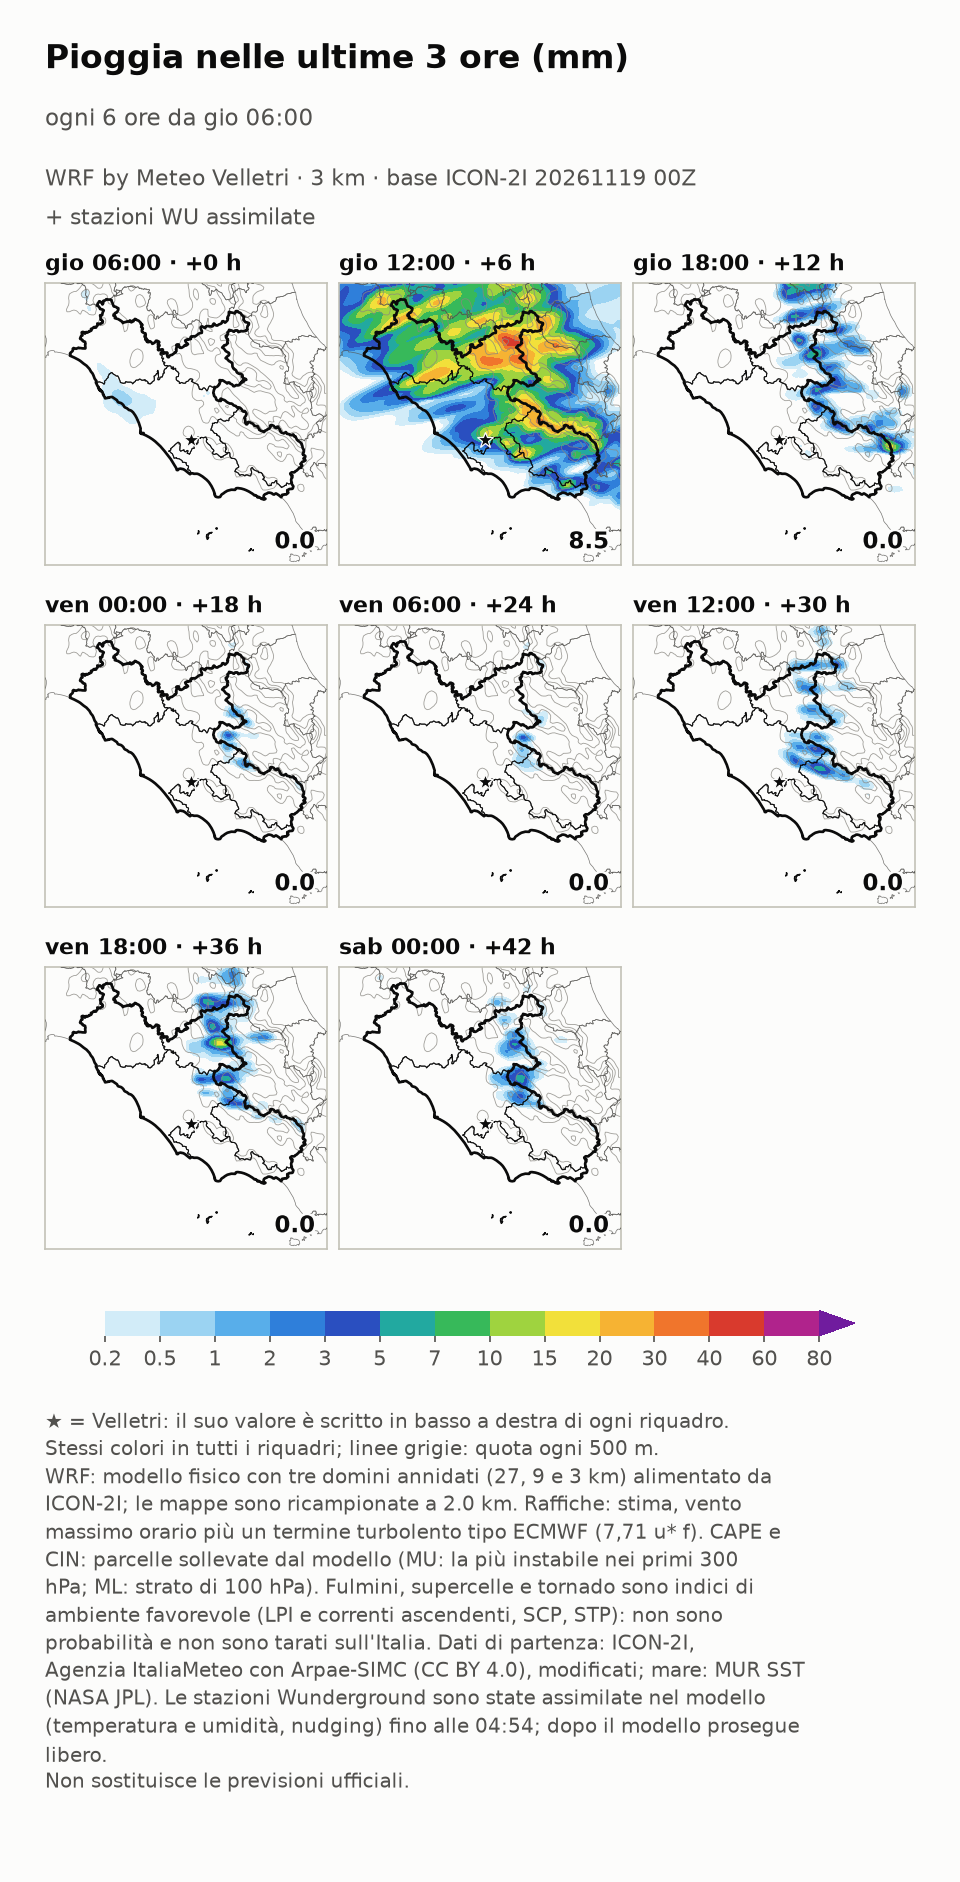 Pioggia nelle ultime 3 ore (mm)
ogni 6 ore da gio 06:00
WRF by Meteo Velletri · 3 km · base ICON-2I 20261119 00Z
+ stazioni WU assimilate
gio 06:00 · +0 h
gio 12:00 · +6 h
gio 18:00 · +12 h
0.0
8.5
0.0
ven 00:00 · +18 h
ven 06:00 · +24 h
ven 12:00 · +30 h
0.0
0.0
0.0
ven 18:00 · +36 h
sab 00:00 · +42 h
0.0
0.0
0.2 0.5 1 2 3 5 7 10 15 20 30 40 60 80
★ = Velletri: il suo valore è scritto in basso a destra di ogni riquadro.
Stessi colori in tutti i riquadri; linee grigie: quota ogni 500 m.
WRF: modello fisico con tre domini annidati (27, 9 e 3 km) alimentato da
ICON-2I; le mappe sono ricampionate a 2.0 km. Raffiche: stima, vento
massimo orario più un termine turbolento tipo ECMWF (7,71 u* f). CAPE e
CIN: parcelle sollevate dal modello (MU: la più instabile nei primi 300
hPa; ML: strato di 100 hPa). Fulmini, supercelle e tornado sono indici di
ambiente favorevole (LPI e correnti ascendenti, SCP, STP): non sono
probabilità e non sono tarati sull'Italia. Dati di partenza: ICON-2I,
Agenzia ItaliaMeteo con Arpae-SIMC (CC BY 4.0), modificati; mare: MUR SST
(NASA JPL). Le stazioni Wunderground sono state assimilate nel modello
(temperatura e umidità, nudging) fino alle 04:54; dopo il modello prosegue
libero.
Non sostituisce le previsioni ufficiali.